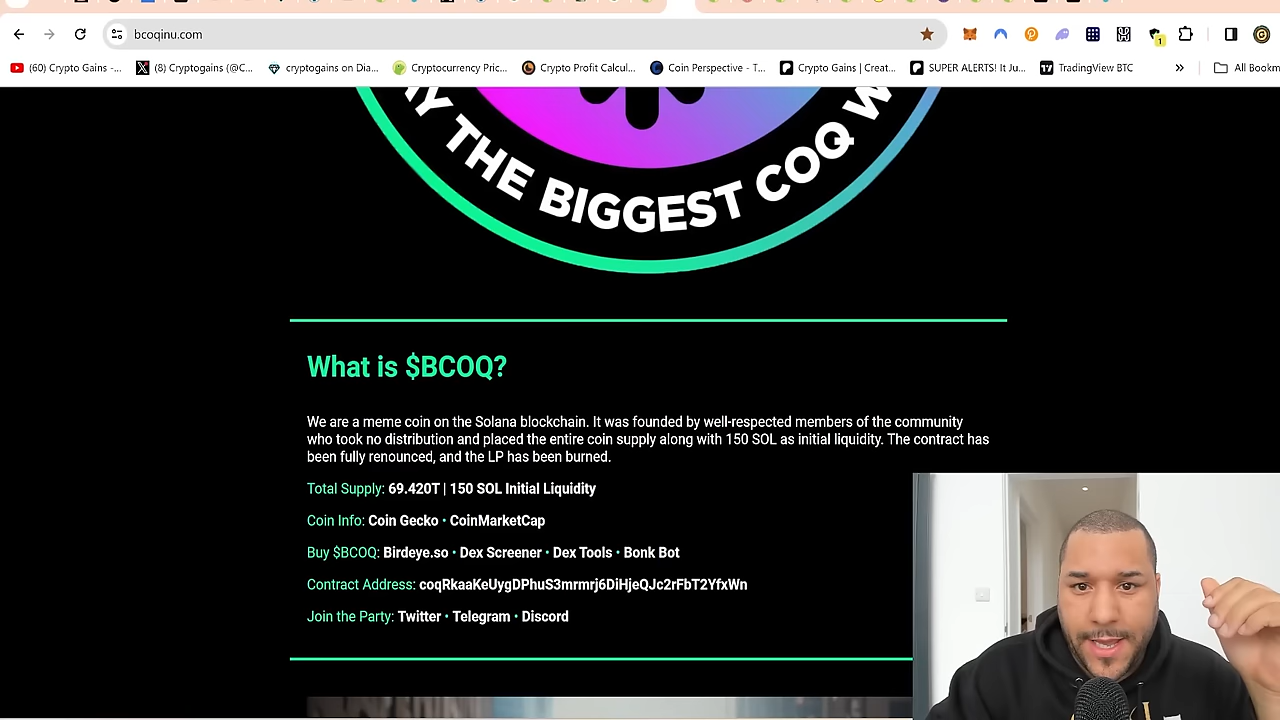 bcoqinu.com
(60) Crypto Gains -...
(8) Cryptogains (@C...
cryptogains on Dia...
Cryptocurrency Pric...
Crypto Profit Calcul...
Coin Perspective - T...
Crypto Gains | Creat...
SUPER ALERTS! It Ju...
TradingView BTC
»
All Bookm
AY THE BIGGEST COQ W
What is $BCOQ?
We are a meme coin on the Solana blockchain. It was founded by well-respected members of the community
who took no distribution and placed the entire coin supply along with 150 SOL as initial liquidity. The contract has
been fully renounced, and the LP has been burned.
Total Supply: 69.420T | 150 SOL Initial Liquidity
Coin Info: Coin Gecko • CoinMarketCap
Buy $BCOQ: Birdeye.so • Dex Screener • Dex Tools • Bonk Bot
Contract Address: coqRkaaKeUygDPhuS3mrmrj6DiHjeQJc2rFbT2YfxWn
Join the Party: Twitter • Telegram • Discord